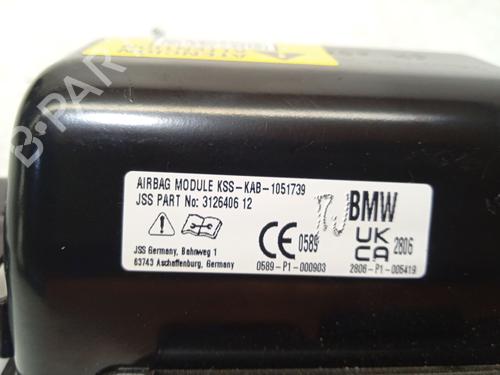 AIRBAG MODULE KSS-KAB-1051739
JSS PART No: 3126406 12
BMW
CE 0589
UK CA 2806
JSS Germany, Bahnweg 1
63743 Aschaffenburg, Germany
0589-P1-000903
2806-P1-005419
B-PARTS